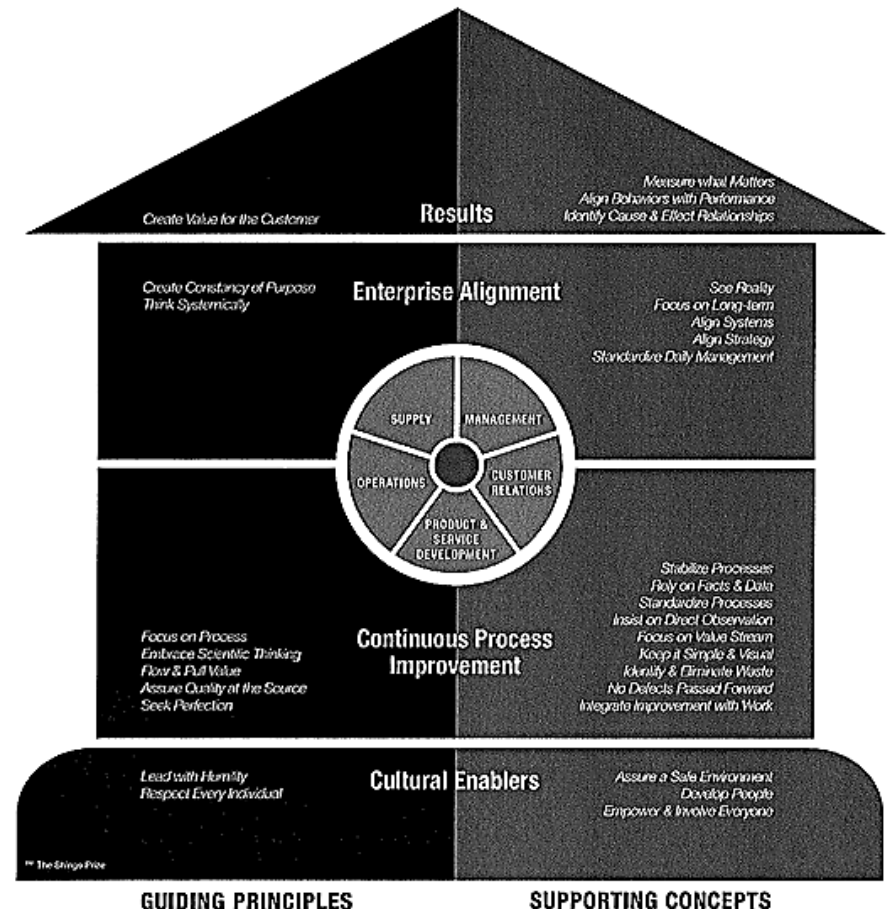 Create Value for the Customer
Results
Measure what Matters
Align Behaviors with Performance
Identify Cause & Effect Relationships
Create Constancy of Purpose
Think Systemically
Enterprise Alignment
See Reality
Focus on Long-term
Align Systems
Align Strategy
Standardize Daily Management
SUPPLY
MANAGEMENT
OPERATIONS
CUSTOMER
RELATIONS
PRODUCT &
SERVICE
DEVELOPMENT
Focus on Process
Embrace Scientific Thinking
Flow & Pull Value
Assure Quality at the Source
Seek Perfection
Continuous Process
Improvement
Stabilize Processes
Rely on Facts & Data
Standardize Processes
Insist on Direct Observation
Focus on Value Stream
Keep it Simple & Visual
Identify & Eliminate Waste
No Defects Passed Forward
Integrate Improvement with Work
Lead with Humility
Respect Every Individual
Cultural Enablers
Assure a Safe Environment
Develop People
Empower & Involve Everyone
™ The Shingo Prize
GUIDING PRINCIPLES
SUPPORTING CONCEPTS